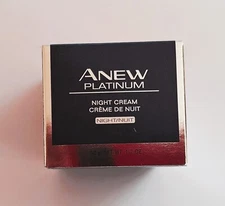 ANEW
PLATINUM
NIGHT CREAM
CRÈME DE NUIT
NIGHT/NUIT